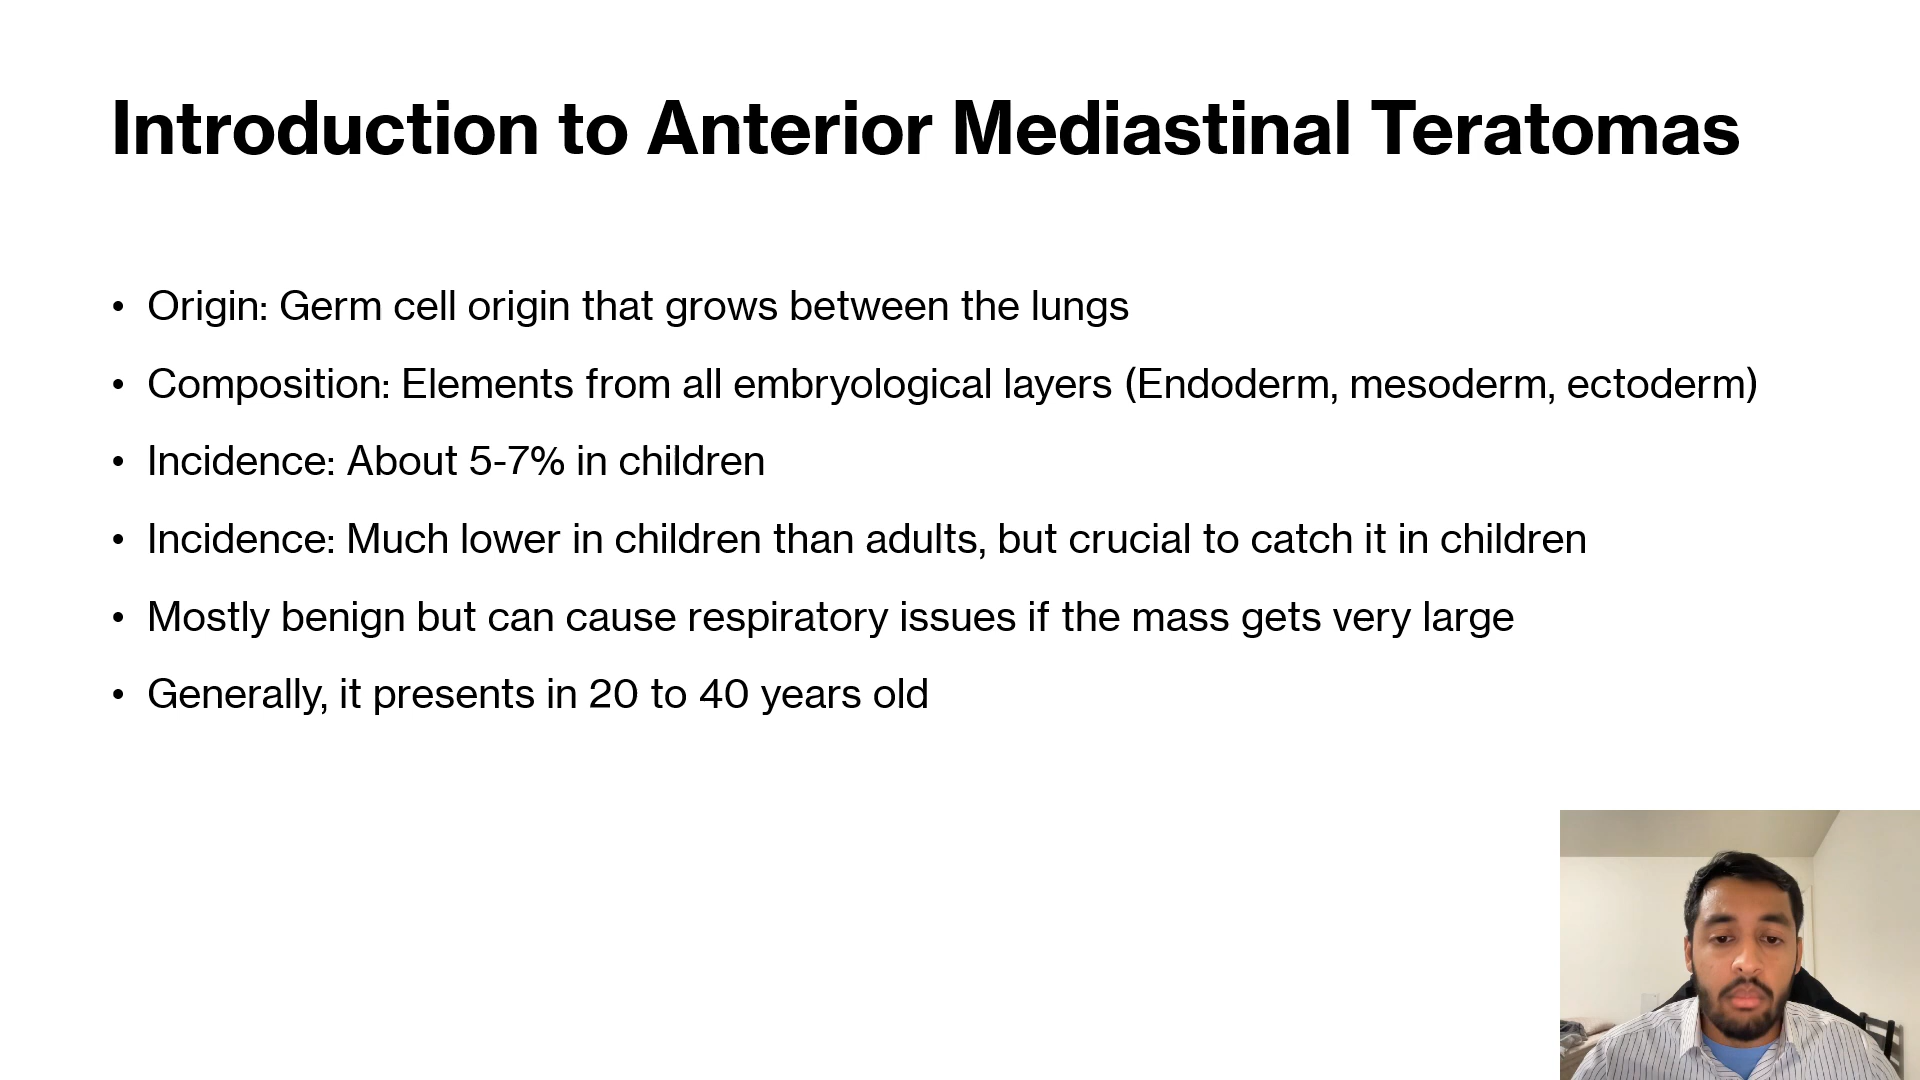 Introduction to Anterior Mediastinal Teratomas
• Origin: Germ cell origin that grows between the lungs
• Composition: Elements from all embryological layers (Endoderm, mesoderm, ectoderm)
• Incidence: About 5-7% in children
• Incidence: Much lower in children than adults, but crucial to catch it in children
• Mostly benign but can cause respiratory issues if the mass gets very large
• Generally, it presents in 20 to 40 years old